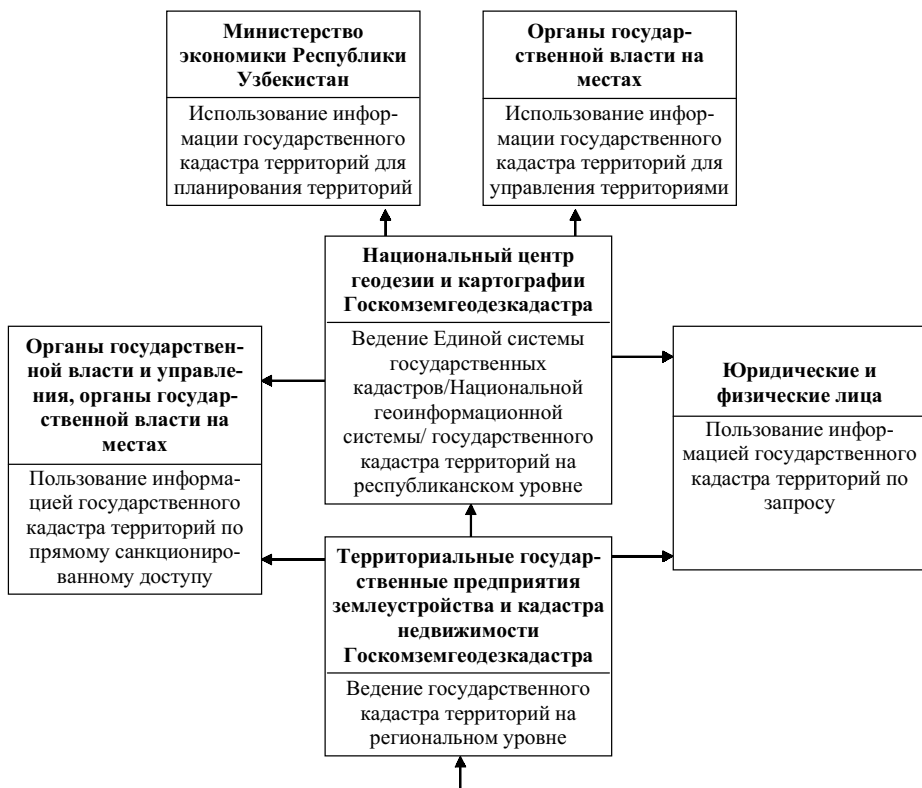 Министерство
экономики Республики
Узбекистан
Использование инфор-
мации государственного
кадастра территорий для
планирования территорий
Органы государ-
ственной власти на
местах
Использование инфор-
мации государственного
кадастра территорий для
управления территориями
Национальный центр
геодезии и картографии
Госкомземгеодезкадастра
Ведение Единой системы
государственных
кадастров/Национальной
геоинформационной
системы/ государственного
кадастра территорий на
республиканском уровне
Органы государствен-
ной власти и управле-
ния, органы государ-
ственной власти на
местах
Пользование информа-
цией государственного
кадастра территорий по
прямому санкциониро-
ванному доступу
Юридические и
физические лица
Пользование инфор-
мацией государственного
кадастра территорий по
запросу
Территориальные государ-
ственные предприятия
землеустройства и кадастра
недвижимости
Госкомземгеодезкадастра
Ведение государственного
кадастра территорий на
региональном уровне